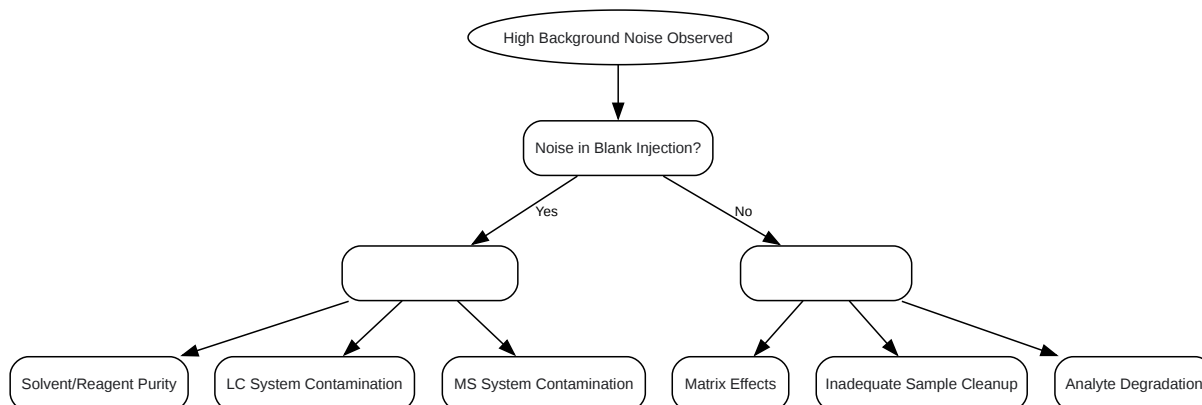 High Background Noise Observed
Noise in Blank Injection?
Yes
No
Solvent/Reagent Purity
LC System Contamination
MS System Contamination
Matrix Effects
Inadequate Sample Cleanup
Analyte Degradation